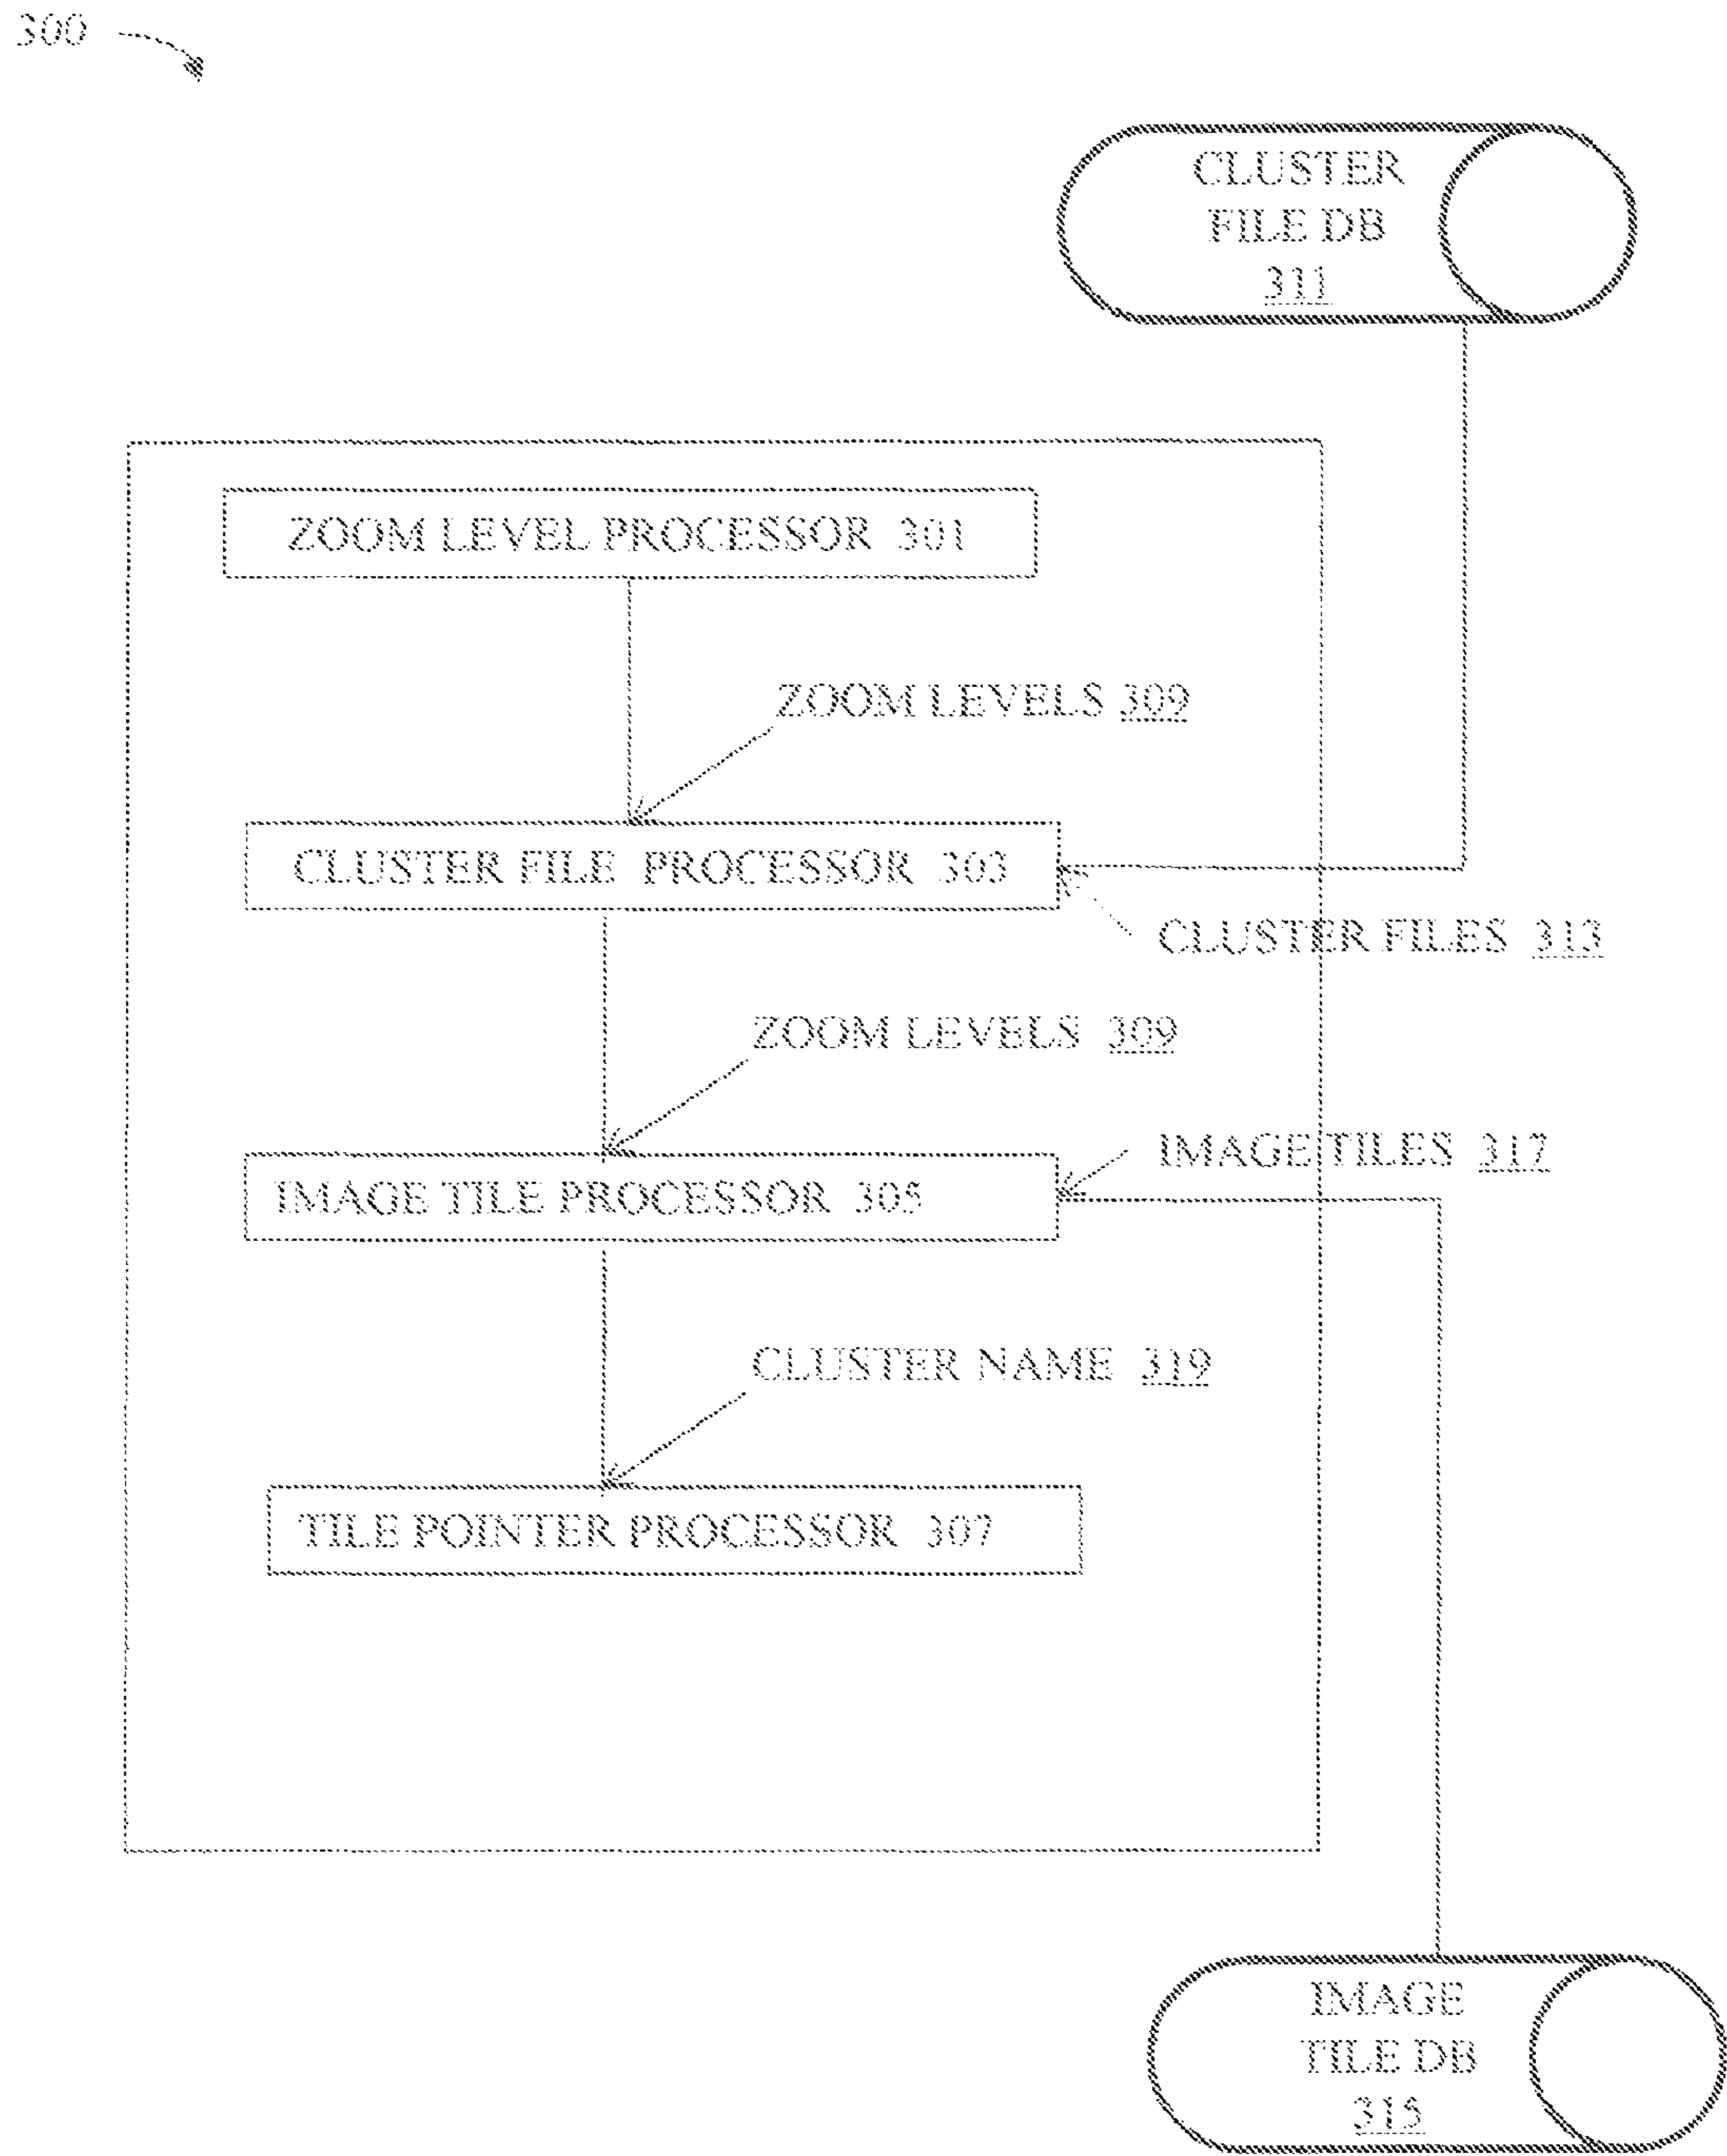 300
CLUSTER
FILE DB
311
ZOOM LEVEL PROCESSOR 301
ZOOM LEVELS 309
CLUSTER FILE PROCESSOR 303
CLUSTER FILES 313
ZOOM LEVELS 309
IMAGE TILES 317
IMAGE TILE PROCESSOR 305
CLUSTER NAME 319
TILE POINTER PROCESSOR 307
IMAGE
TILE DB
315